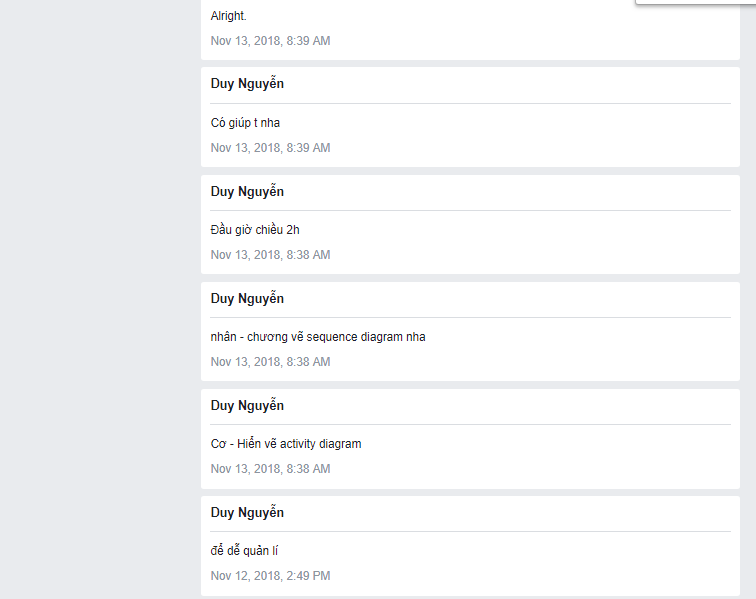 Alright.
Nov 13, 2018, 8:39 AM
Duy Nguyễn
Cô giúp t nha
Nov 13, 2018, 8:39 AM
Duy Nguyễn
Đầu giờ chiều 2h
Nov 13, 2018, 8:38 AM
Duy Nguyễn
nhân - chương vẽ sequence diagram nha
Nov 13, 2018, 8:38 AM
Duy Nguyễn
Cơ - Hiển vẽ activity diagram
Nov 13, 2018, 8:38 AM
Duy Nguyễn
để dễ quản lí
Nov 12, 2018, 2:49 PM